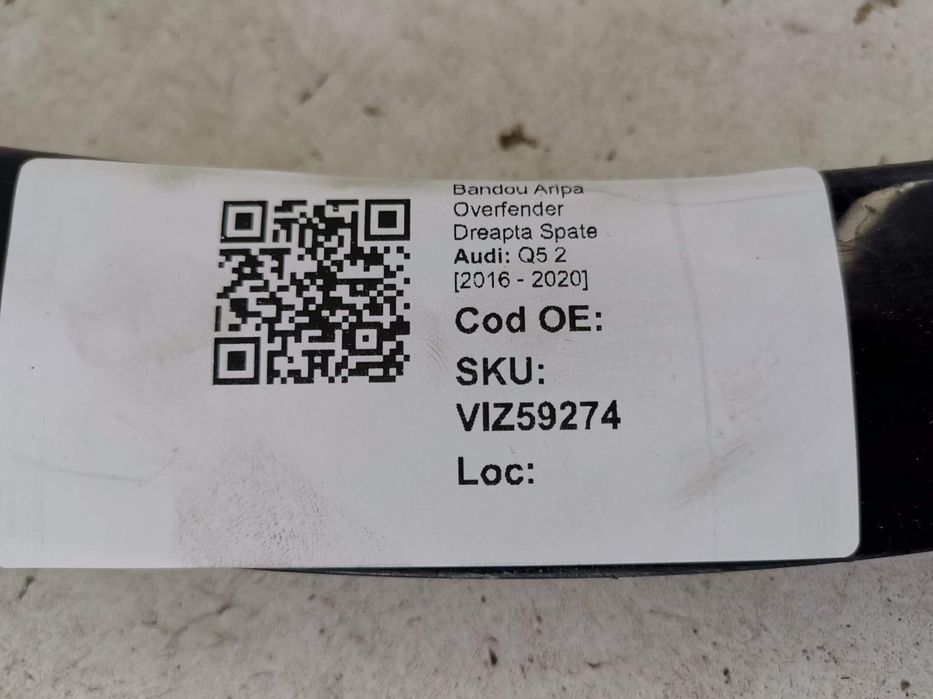 Bandou Aripa
Overfender
Dreapta Spate
Audi: Q5 2
[2016 - 2020]
Cod OE:
SKU:
VIZ59274
Loc: